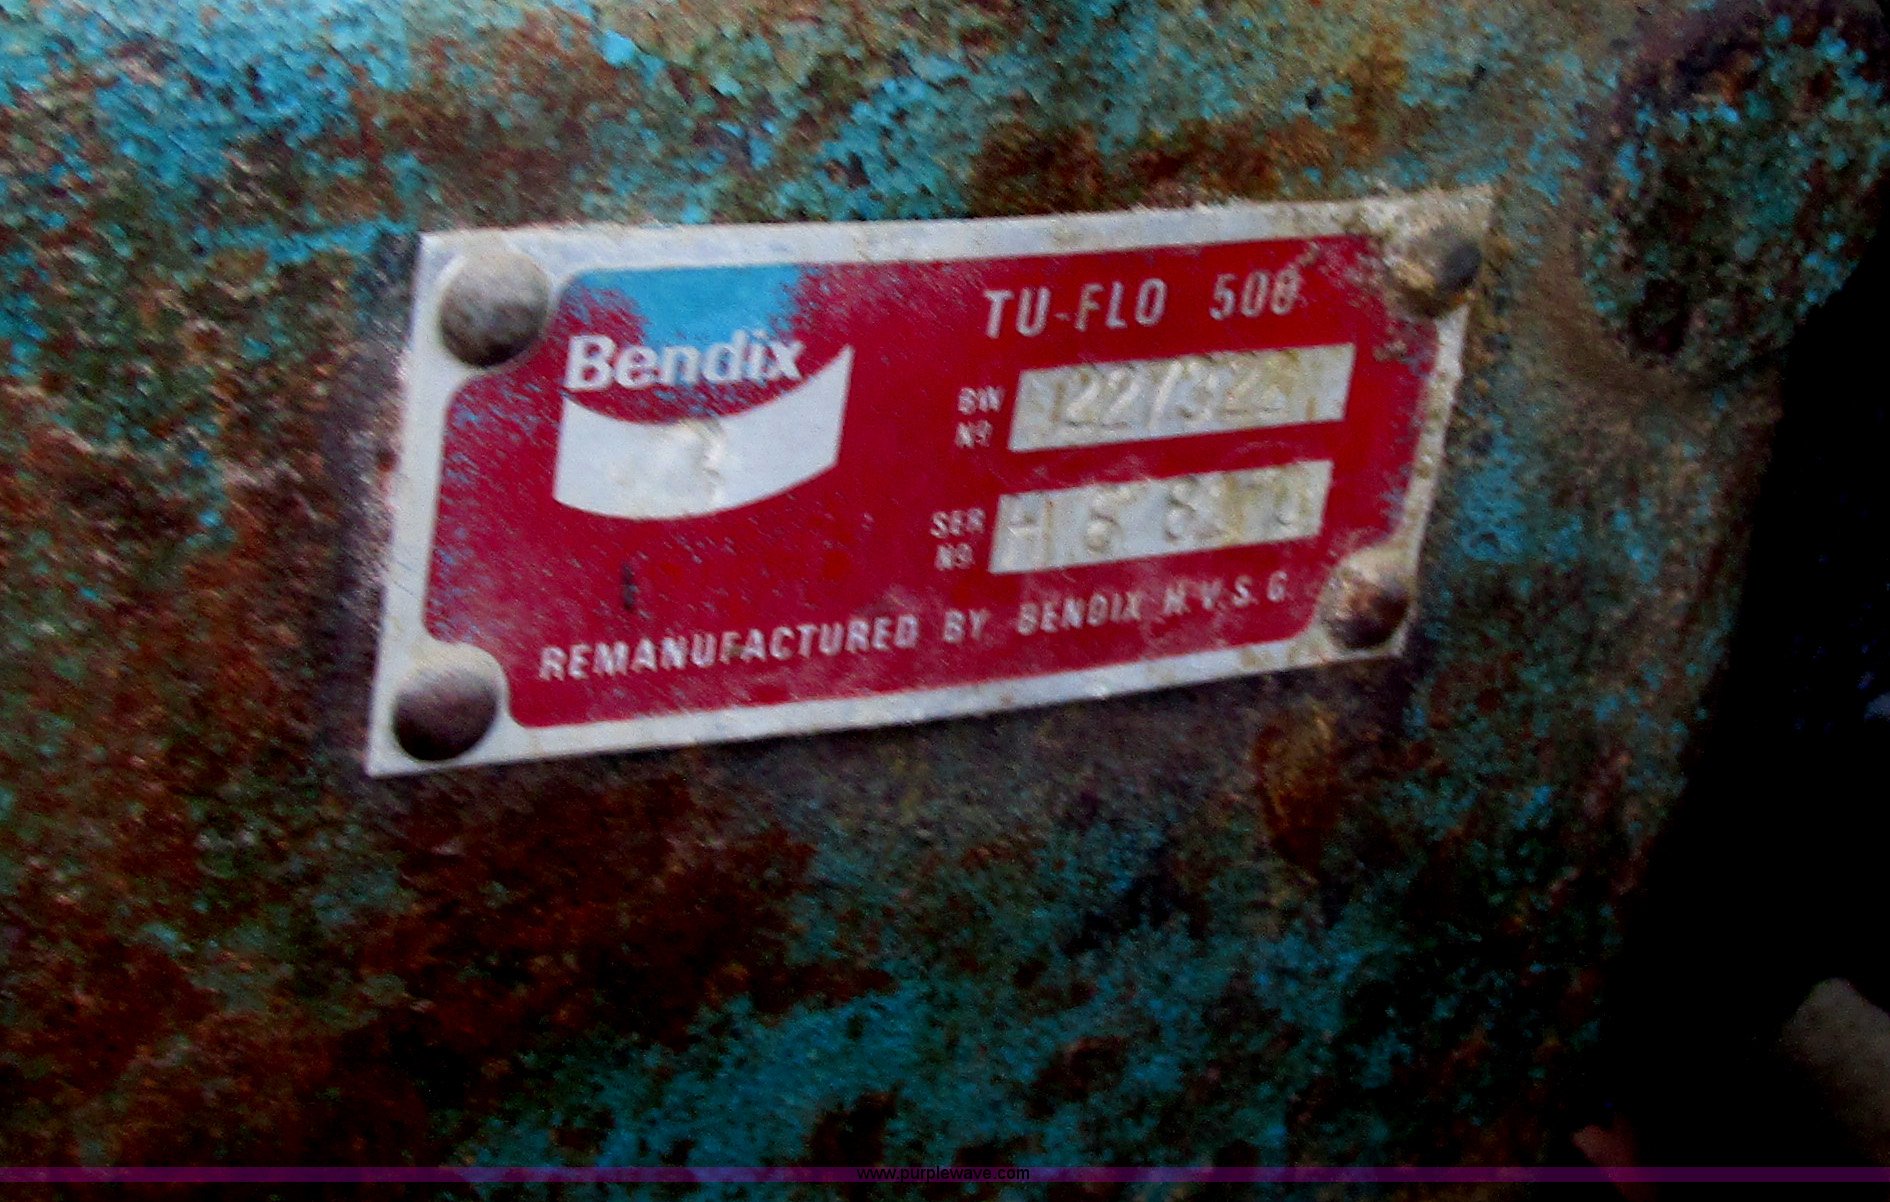 Bendix
TU-FLO 500
BW
Nº
SER
Nº
REMANUFACTURED BY BENDIX H.V.S.G.
www.purplewave.com